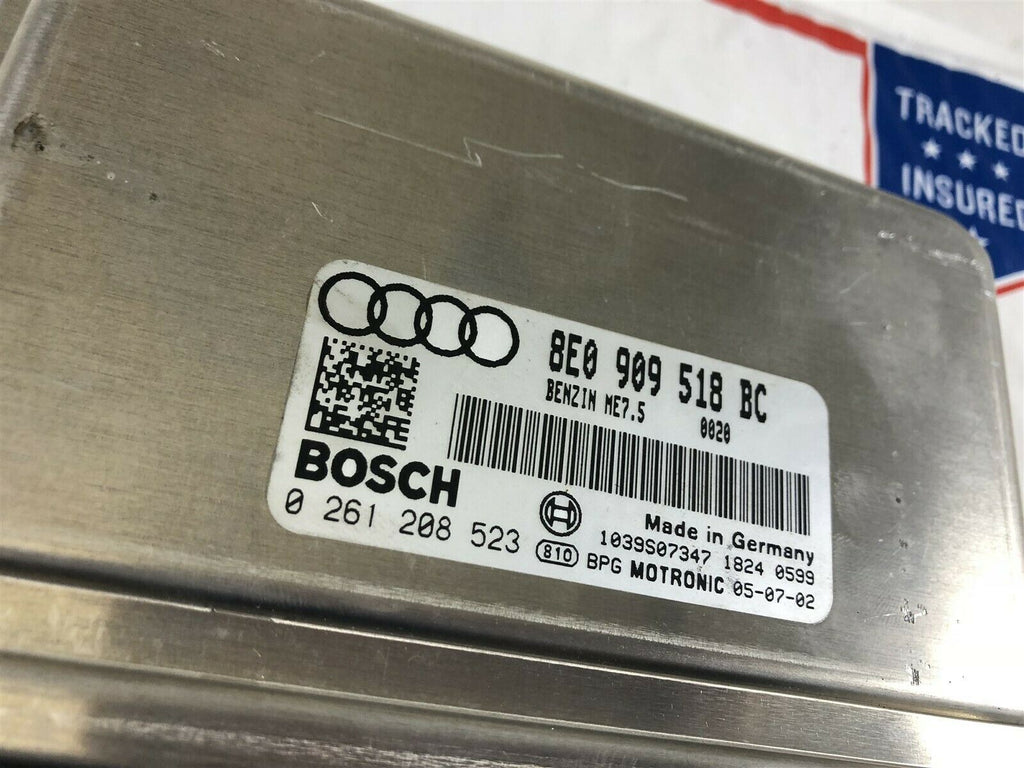 TRACKED
INSURED
8E0 909 518 BC
BENZIN ME7.5 0020
BOSCH
0 261 208 523
Made in Germany
1039S07347 1824 0599
810 BPG MOTRONIC 05-07-02